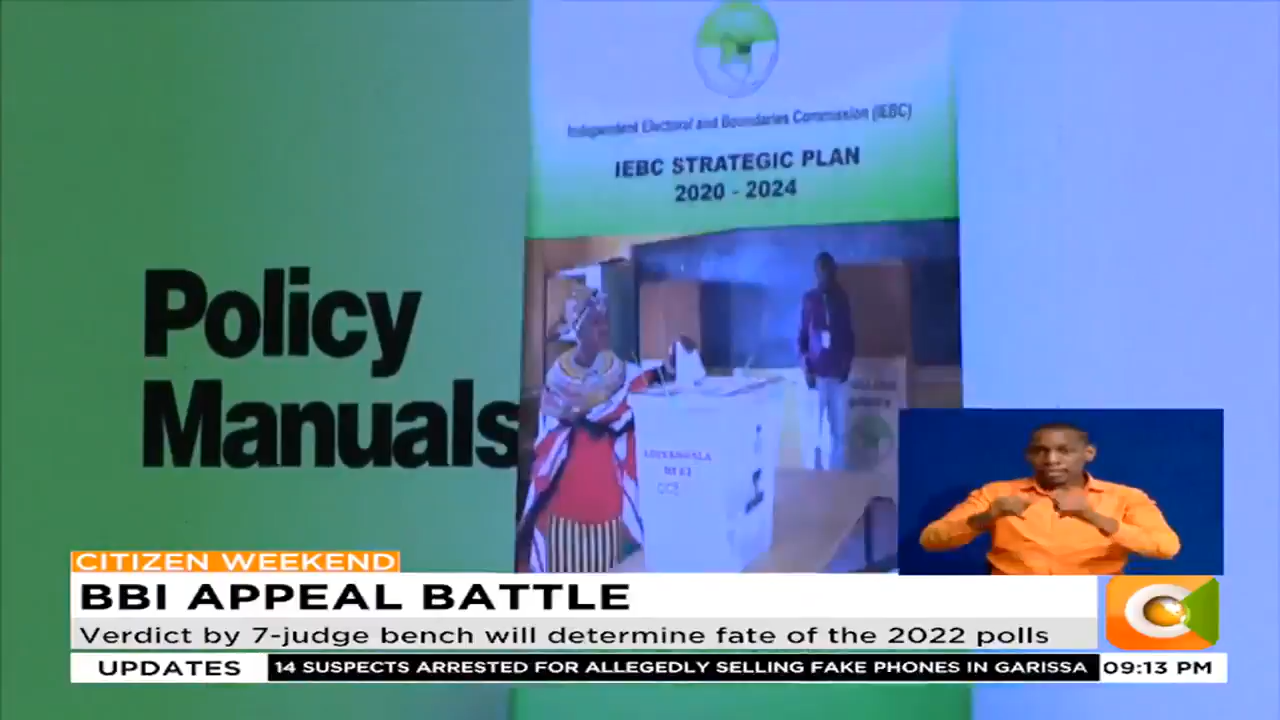 Independent Electoral and Boundaries Commission (IEBC)
IEBC STRATEGIC PLAN
2020 - 2024
Policy
Manuals
CITIZEN WEEKEND
BBI APPEAL BATTLE
Verdict by 7-judge bench will determine fate of the 2022 polls
UPDATES
14 SUSPECTS ARRESTED FOR ALLEGEDLY SELLING FAKE PHONES IN GARISSA
09:13 PM